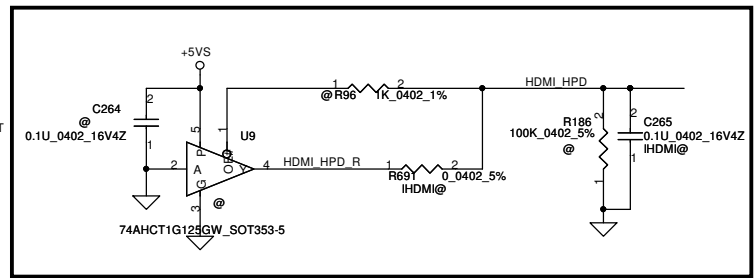 +5VS
1
2
HDMI_HPD
@R96
1K_0402_1%
2
C264
@
0.1U_0402_16V4Z
1
5
1
U9
P
OE#
2
A
Y
4
HDMI_HPD_R
1
2
G
R691
0_0402_5%
IHDMI@
3
@
74AHCT1G125GW_SOT353-5
R186
100K_0402_5%
@
2
1
2
C265
0.1U_0402_16V4Z
IHDMI@
1
T